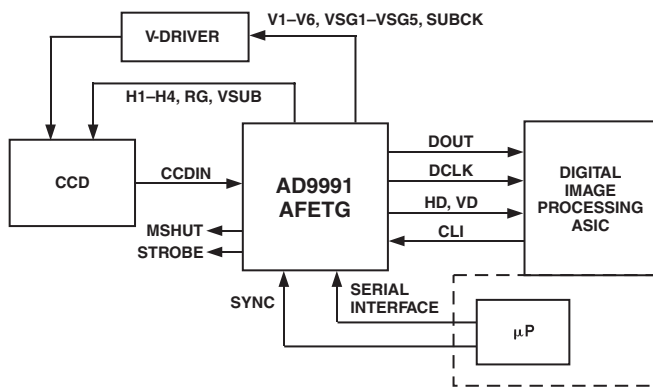 V1–V6, VSG1–VSG5, SUBCK
V-DRIVER
H1–H4, RG, VSUB
CCD
CCDIN
AD9991
AFETG
MSHUT
STROBE
DOUT
DCLK
HD, VD
CLI
DIGITAL
IMAGE
PROCESSING
ASIC
SYNC
SERIAL
INTERFACE
μP